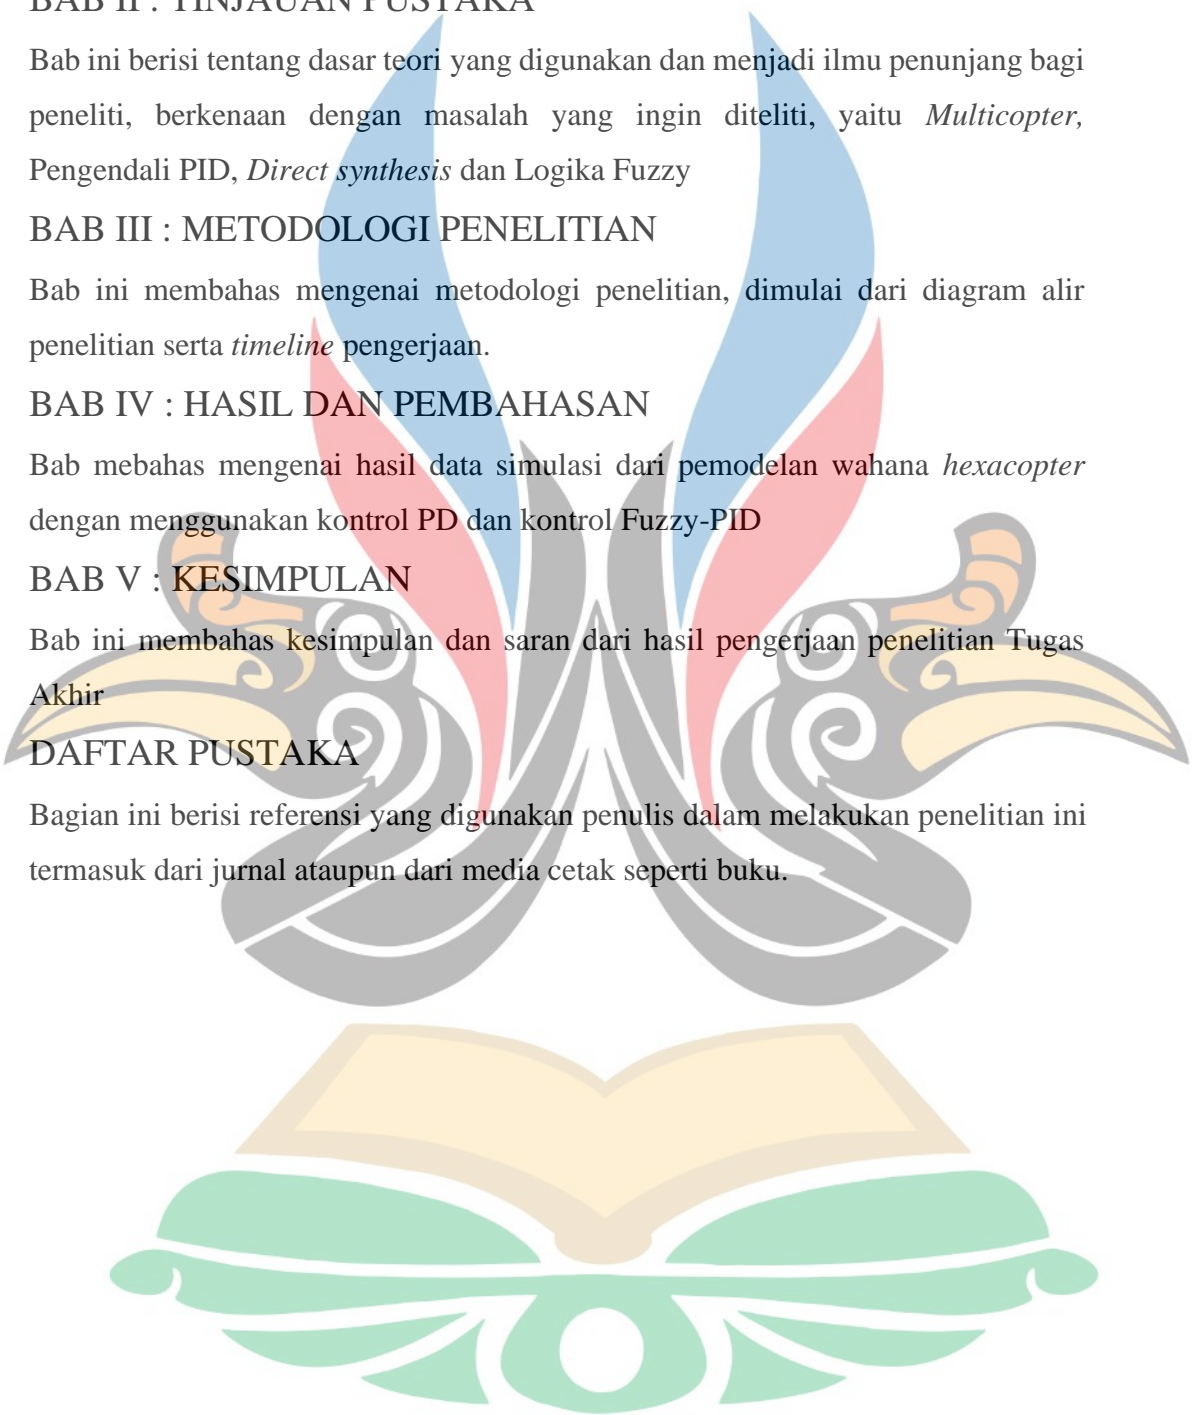 BAB II : TINJAUAN PUSTAKA
Bab ini berisi tentang dasar teori yang digunakan dan menjadi ilmu penunjang bagi
peneliti, berkenaan dengan masalah yang ingin diteliti, yaitu Multicopter,
Pengendali PID, Direct synthesis dan Logika Fuzzy
BAB III : METODOLOGI PENELITIAN
Bab ini membahas mengenai metodologi penelitian, dimulai dari diagram alir
penelitian serta timeline pengerjaan.
BAB IV : HASIL DAN PEMBAHASAN
Bab mebahas mengenai hasil data simulasi dari pemodelan wahana hexacopter
dengan menggunakan kontrol PD dan kontrol Fuzzy-PID
BAB V : KESIMPULAN
Bab ini membahas kesimpulan dan saran dari hasil pengerjaan penelitian Tugas
Akhir
DAFTAR PUSTAKA
Bagian ini berisi referensi yang digunakan penulis dalam melakukan penelitian ini
termasuk dari jurnal ataupun dari media cetak seperti buku.